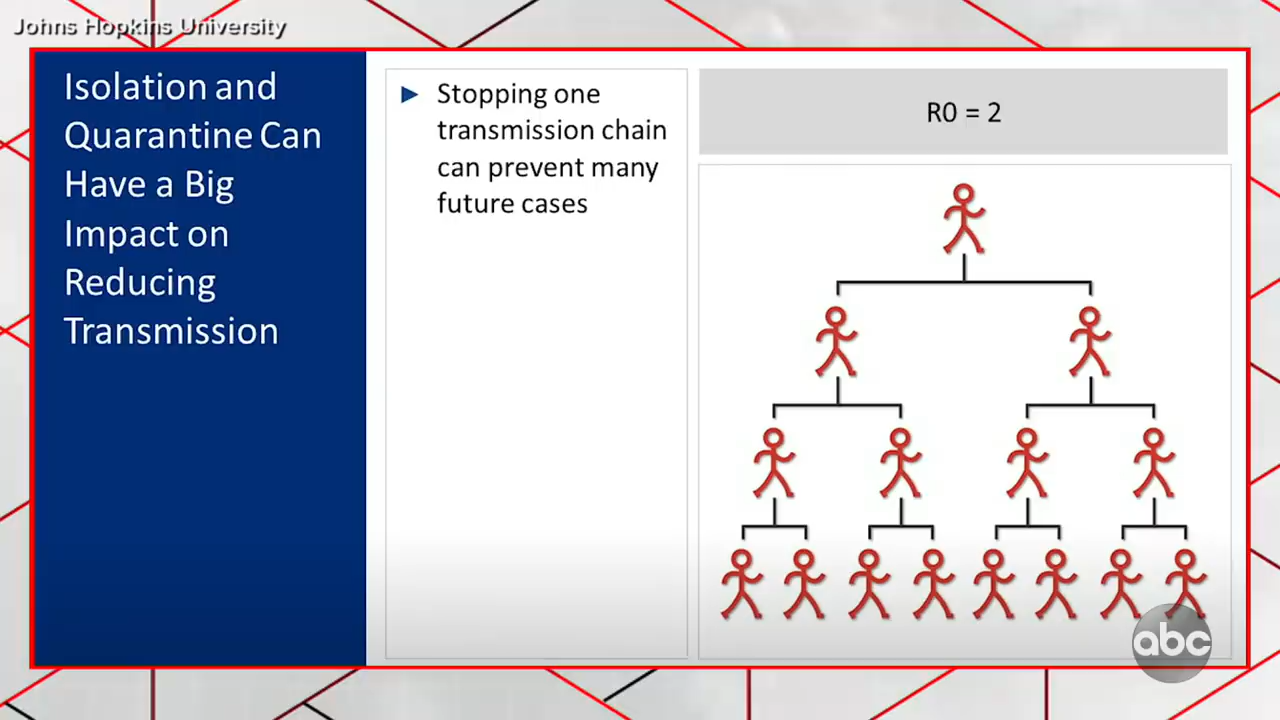 Johns Hopkins University
Isolation and
Quarantine Can
Have a Big
Impact on
Reducing
Transmission
► Stopping one
transmission chain
can prevent many
future cases
R0 = 2
abc